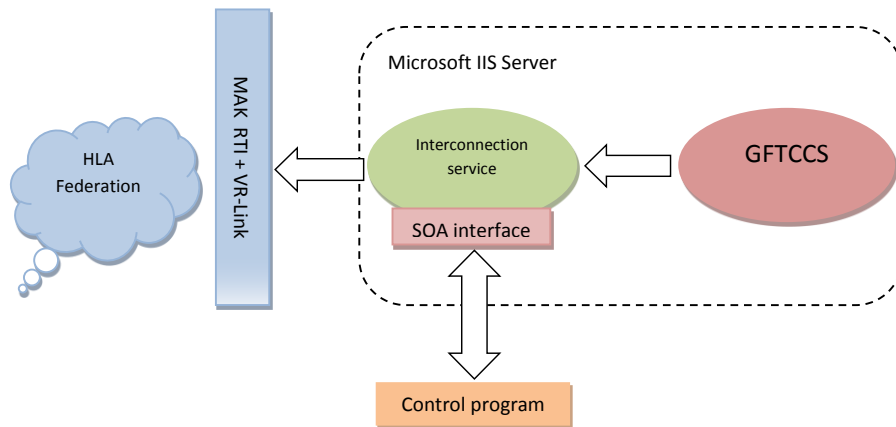 Microsoft IIS Server
MAK RTI + VR-Link
HLA
Federation
Interconnection
service
GFTCCS
SOA interface
Control program